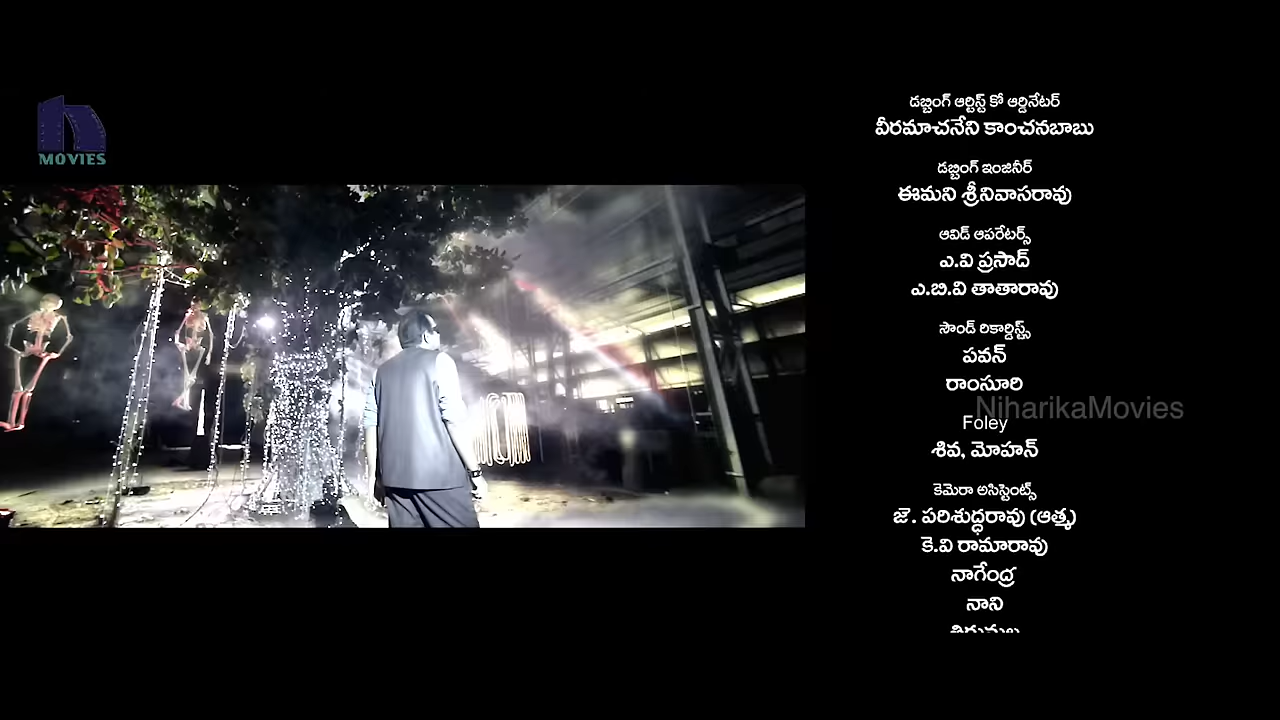 MOVIES
డబ్బింగ్ ఆర్టిస్ట్ కో ఆర్డినేటర్
వీరమాచనేని కాంచనబాబు
డబ్బింగ్ ఇంజినీర్
ఈమని శ్రీనివాసరావు
ఆవిడ్ ఆపరేటర్స్
ఎ.వి ప్రసాద్
ఎ.బి.వి తాతారావు
సౌండ్ రికార్డిస్ట్స్
పవన్
రాంసూరి
NiharikaMovies
Foley
శివ, మోహన్
కెమెరా అసిస్టెంట్స్
జె. పరిశుద్ధరావు (ఆత్మ)
కె.వి రామారావు
నాగేంద్ర
నాని